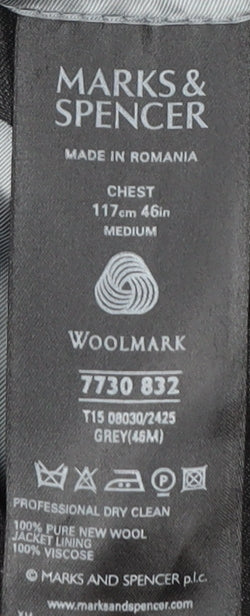 MARKS &
SPENCER
MADE IN ROMANIA
CHEST
117cm 46in
MEDIUM
WOOLMARK
7730 832
T15 08030/2425
GREY(46M)
P
PROFESSIONAL DRY CLEAN
100% PURE NEW WOOL
JACKET LINING
100% VISCOSE
© MARKS AND SPENCER p.l.c.
www.marksandspencer.com